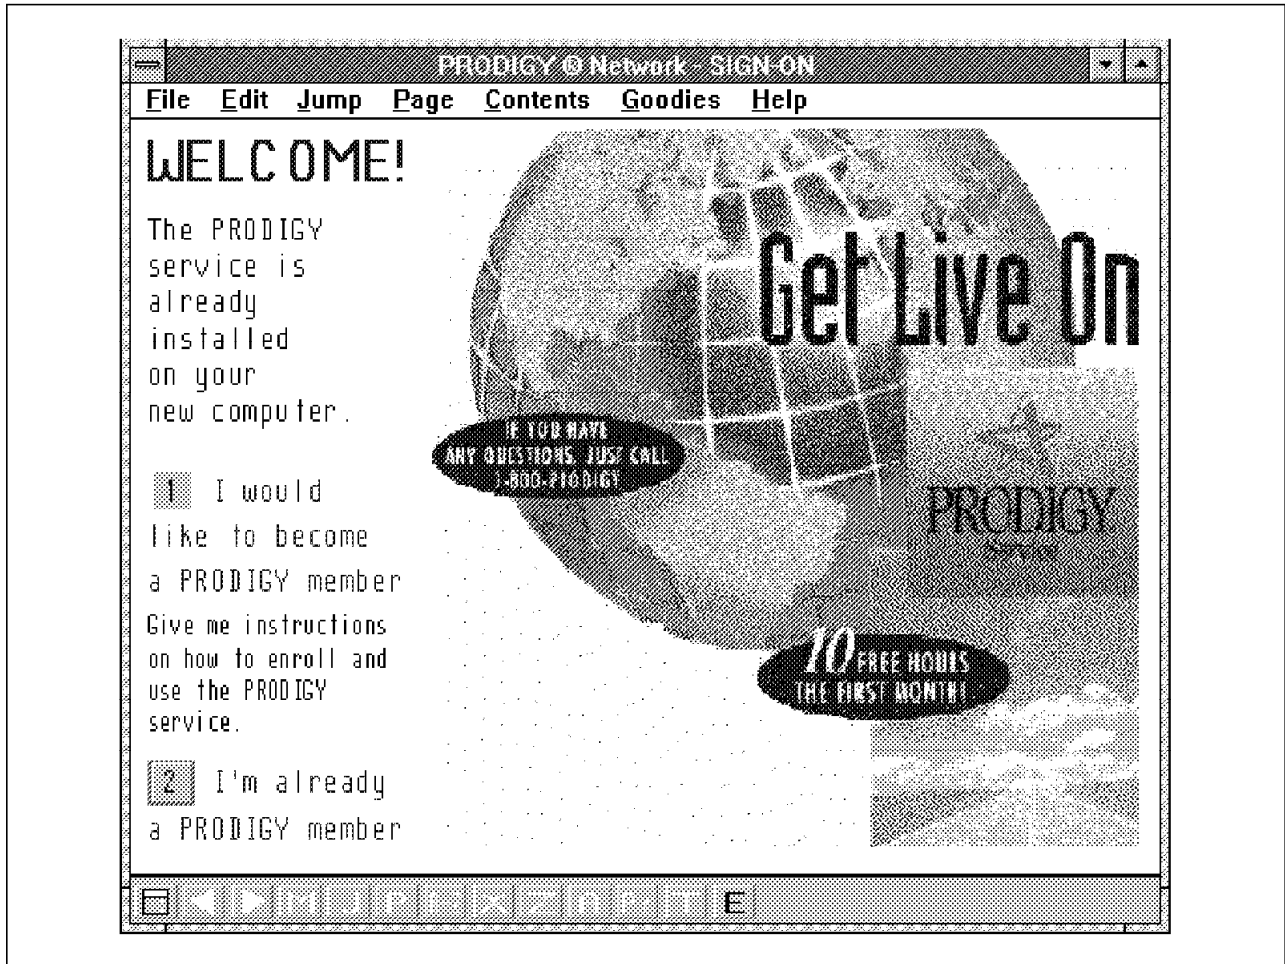 PRODIGY ® Network - SIGN-ON
File Edit Jump Page Contents Goodies Help
WELCOME!
The PRODIGY
service is
already
installed
on your
new computer.
1 I would
like to become
a PRODIGY member
Give me instructions
on how to enroll and
use the PRODIGY
service.
2 I'm already
a PRODIGY member
Get Live On
IF YOU HAVE
ANY QUESTIONS, JUST CALL
1-800-PRODIGY
PRODIGY
Service
10 FREE HOURS
THE FIRST MONTH!
E